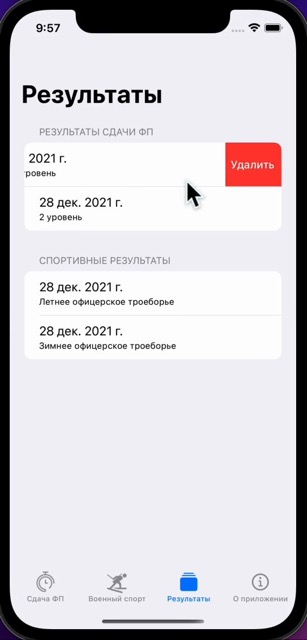 9:57
Результаты
РЕЗУЛЬТАТЫ СДАЧИ ФП
2021 г.
ровень
Удалить
28 дек. 2021 г.
2 уровень
СПОРТИВНЫЕ РЕЗУЛЬТАТЫ
28 дек. 2021 г.
Летнее офицерское троеборье
28 дек. 2021 г.
Зимнее офицерское троеборье
Сдача ФП
Военный спорт
Результаты
О приложении